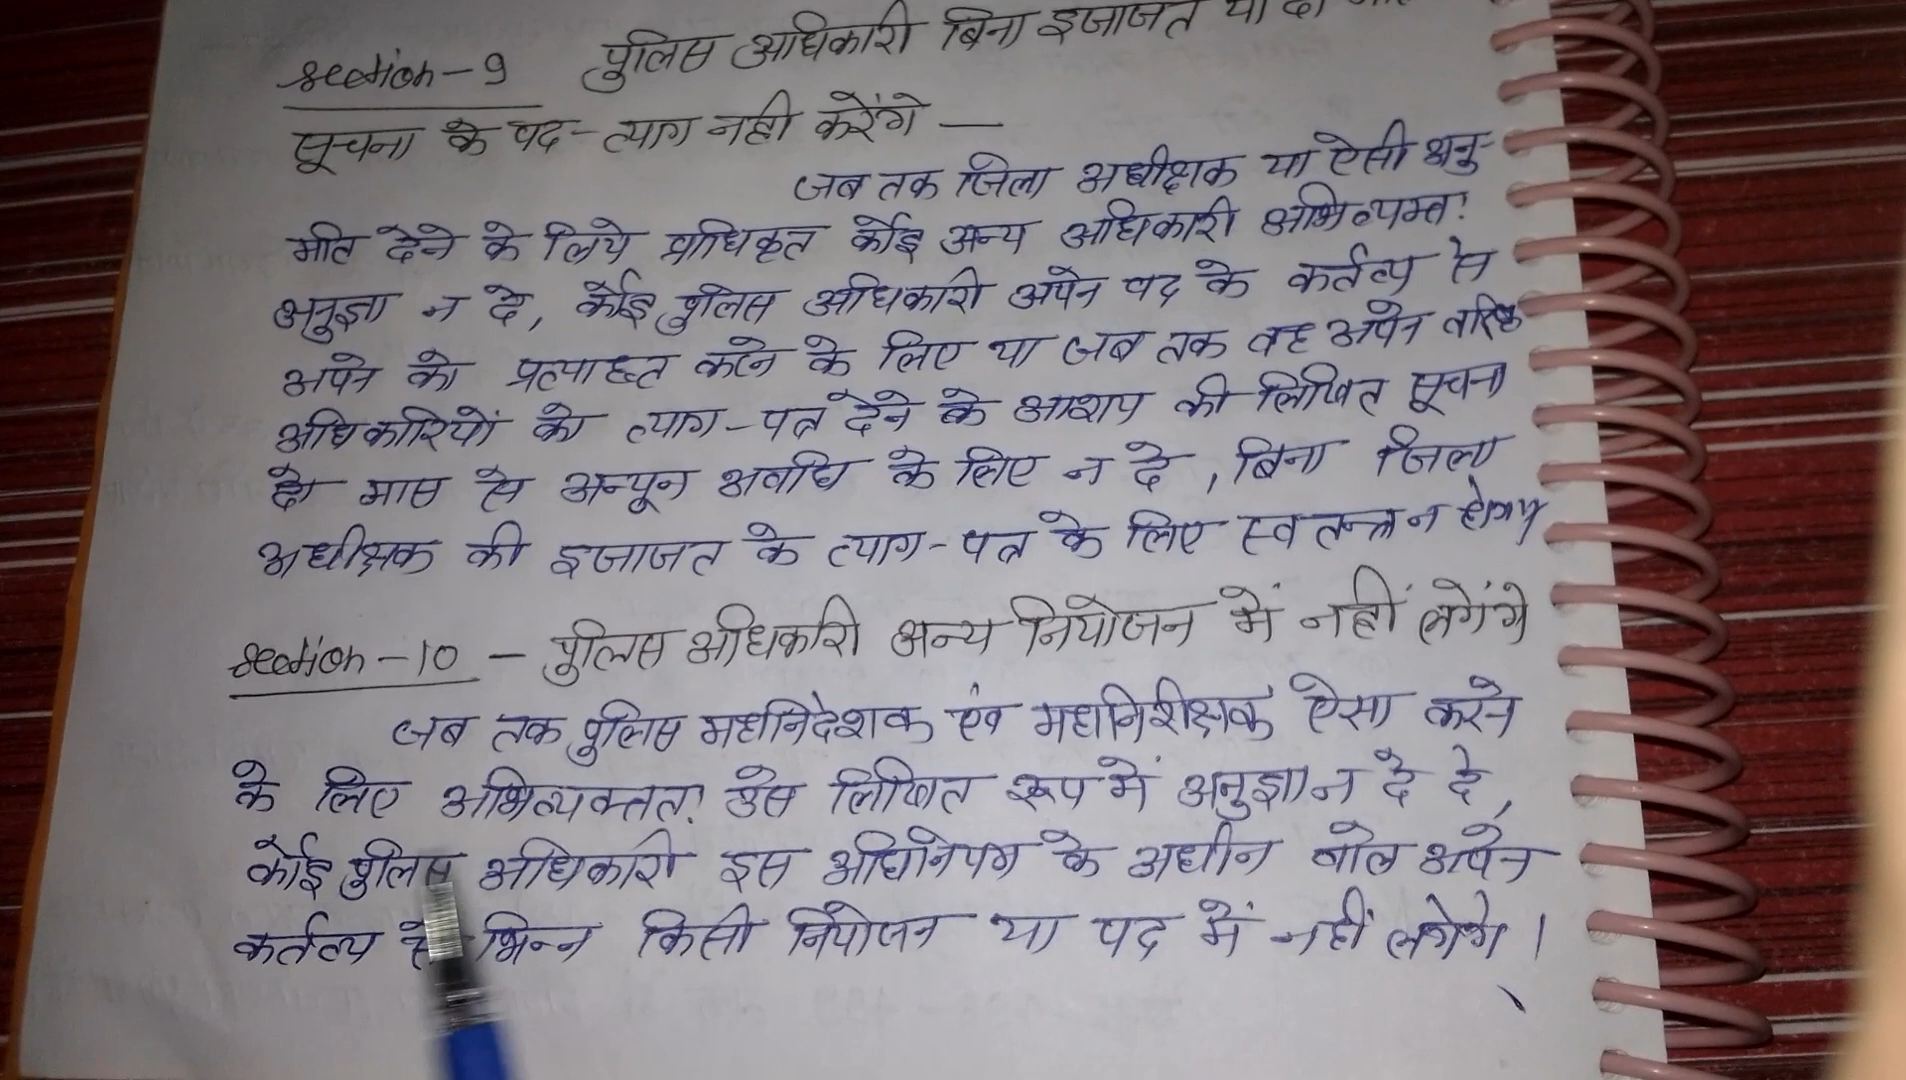 section-9 पुलिस अधिकारी बिना इजाजत या दो
सूचना के पद-त्याग नही करेंगे —
जब तक जिला अधीक्षक या ऐसी अनु-
मति देने के लिये प्राधिकृत कोई अन्य अधिकारी अभिव्यक्त:
अनुज्ञा न दे, कोई पुलिस अधिकारी अपने पद के कर्तव्य से
अपने को प्रत्याहृत करने के लिए या जब तक वह अपने वरिष्ठ
अधिकारियों को त्याग-पत्र देने के आशय की लिखित सूचना
दो मास से अन्यून अवधि के लिए न दे, बिना जिला
अधीक्षक की इजाजत के त्याग-पत्र के लिए स्वतन्त्र न होगा
section-10 - पुलिस अधिकारी अन्य नियोजन में नहीं लगेंगे
जब तक पुलिस महानिदेशक एंव महानिरीक्षक ऐसा करने
के लिए अभिव्यक्तत: उसे लिखित रूप में अनुज्ञा न दे दे,
कोई पुलिस अधिकारी इस अधिनियम के अधीन वाले अपने
कर्तव्य से भिन्न किसी नियोजन या पद में नहीं लगेंगे।